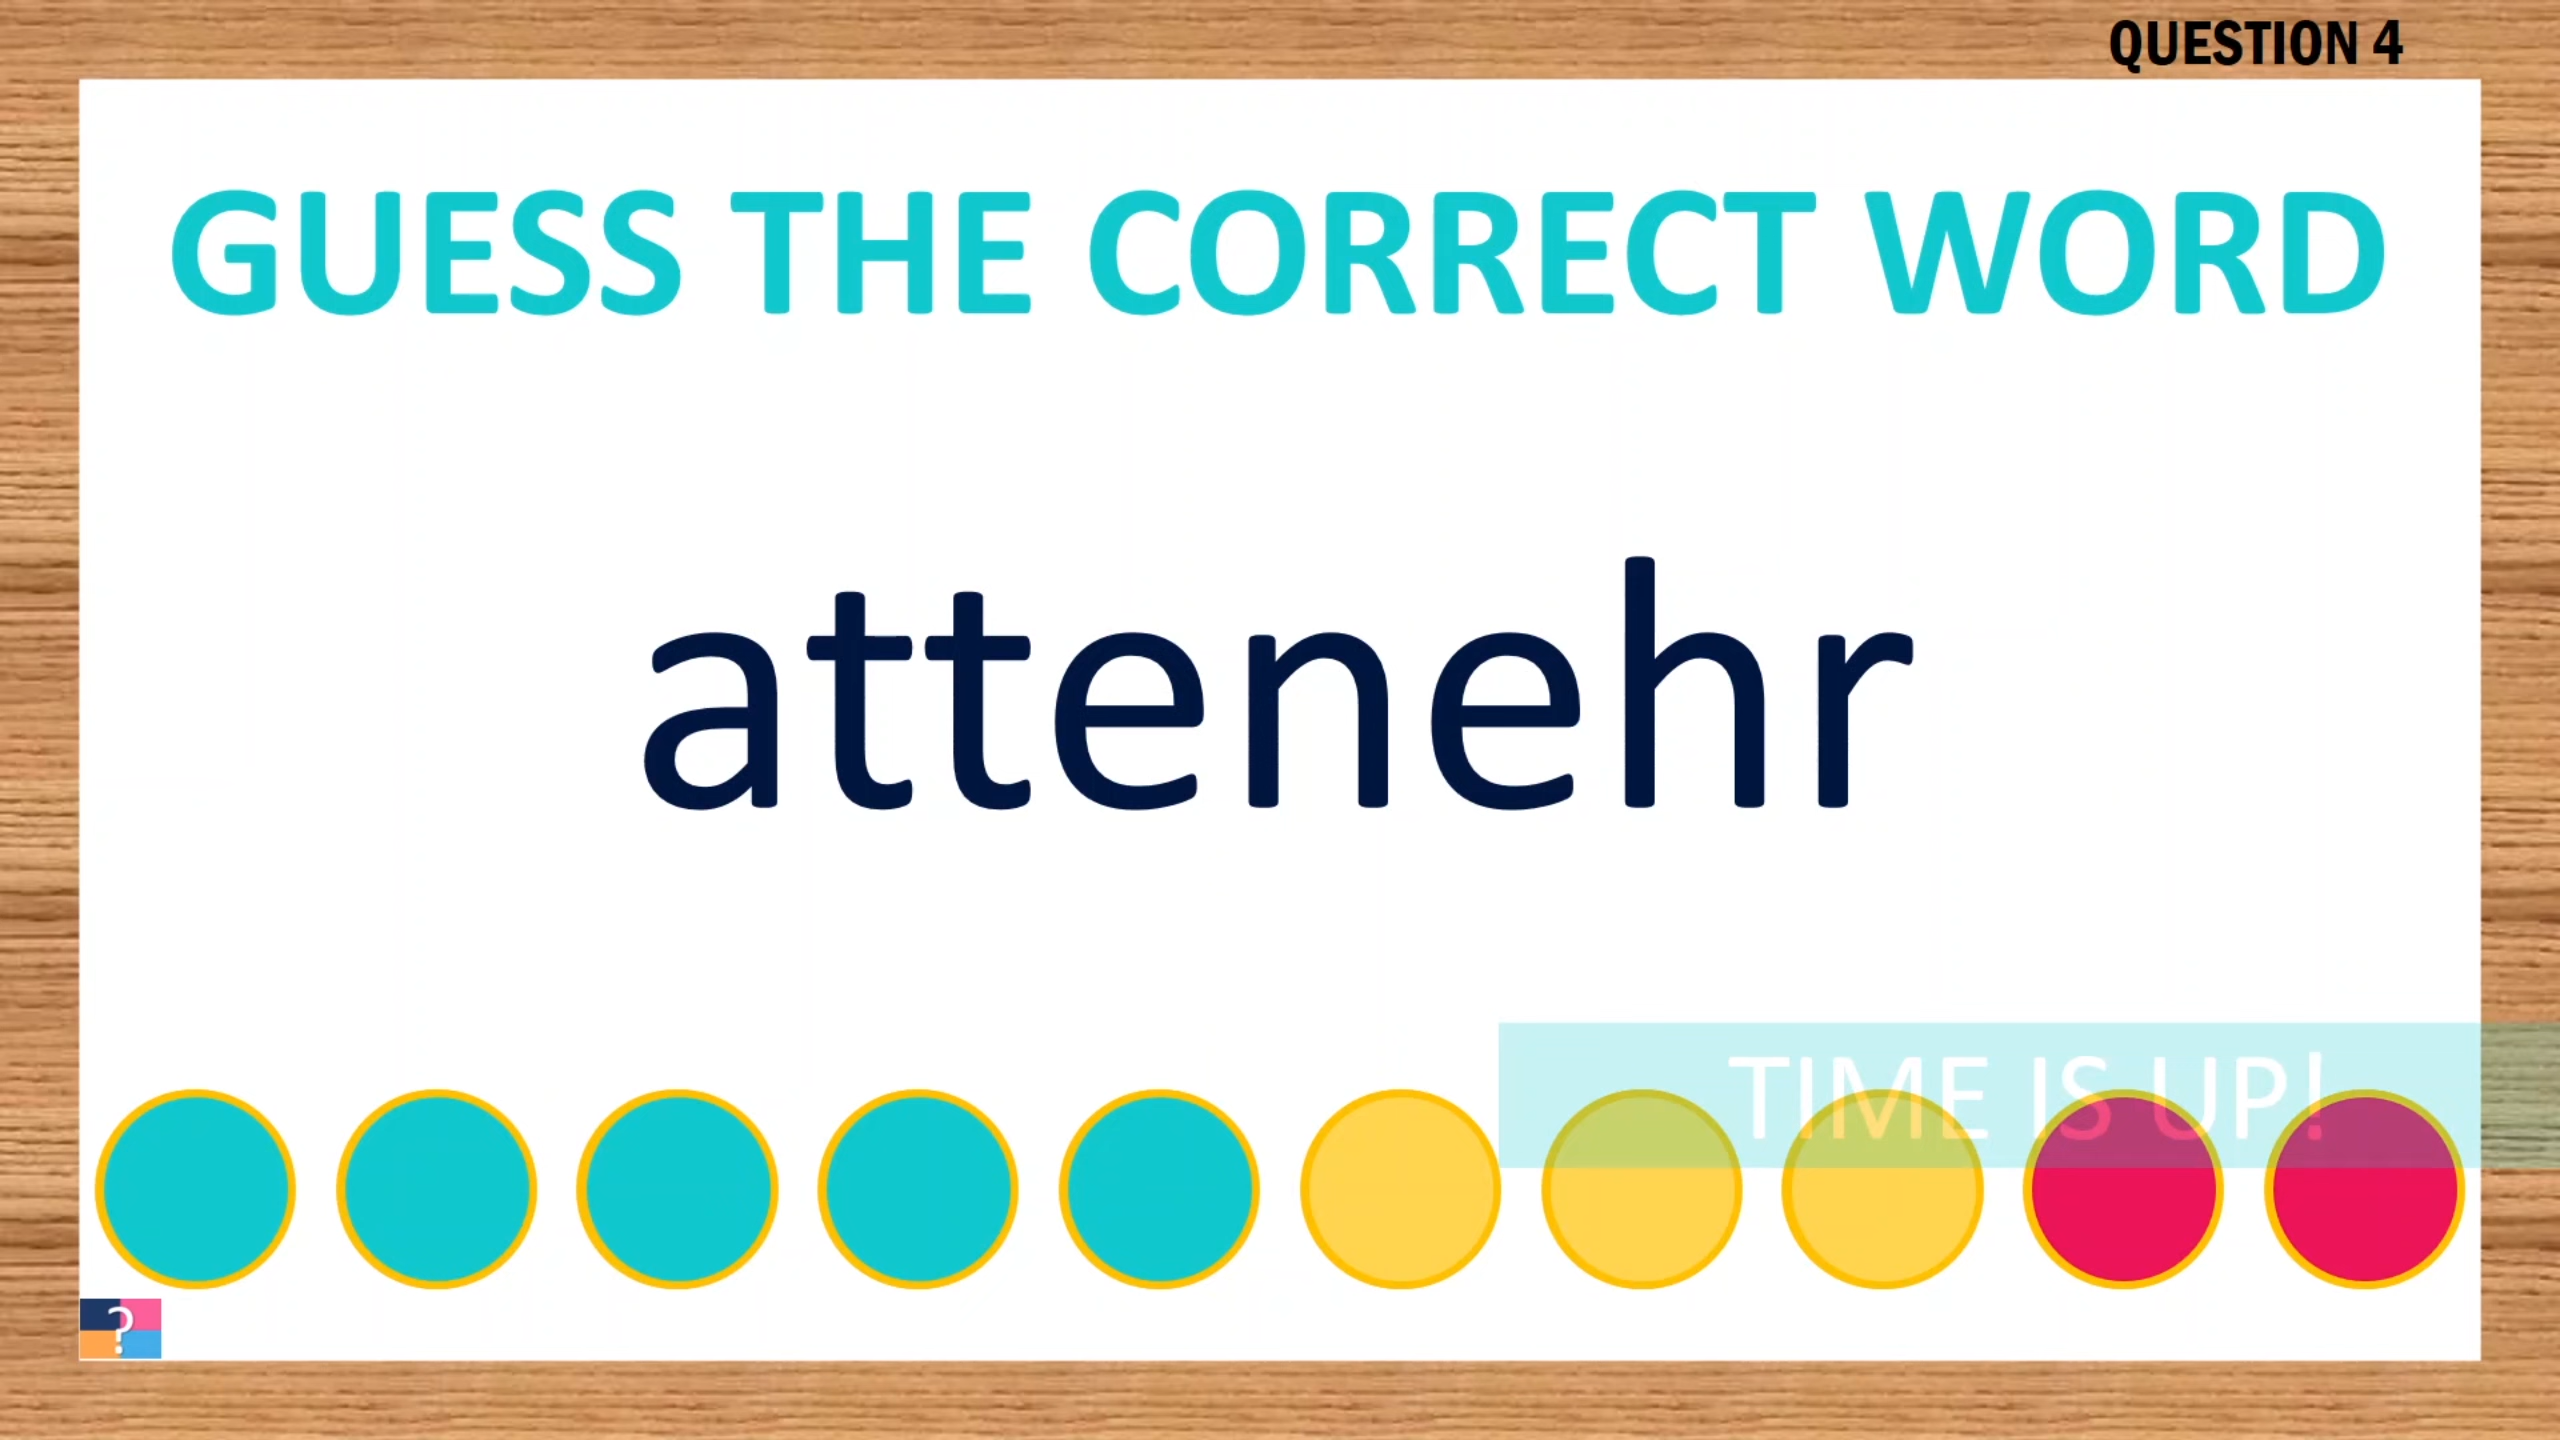 QUESTION 4
GUESS THE CORRECT WORD
attenehr
TIME IS UP!
?